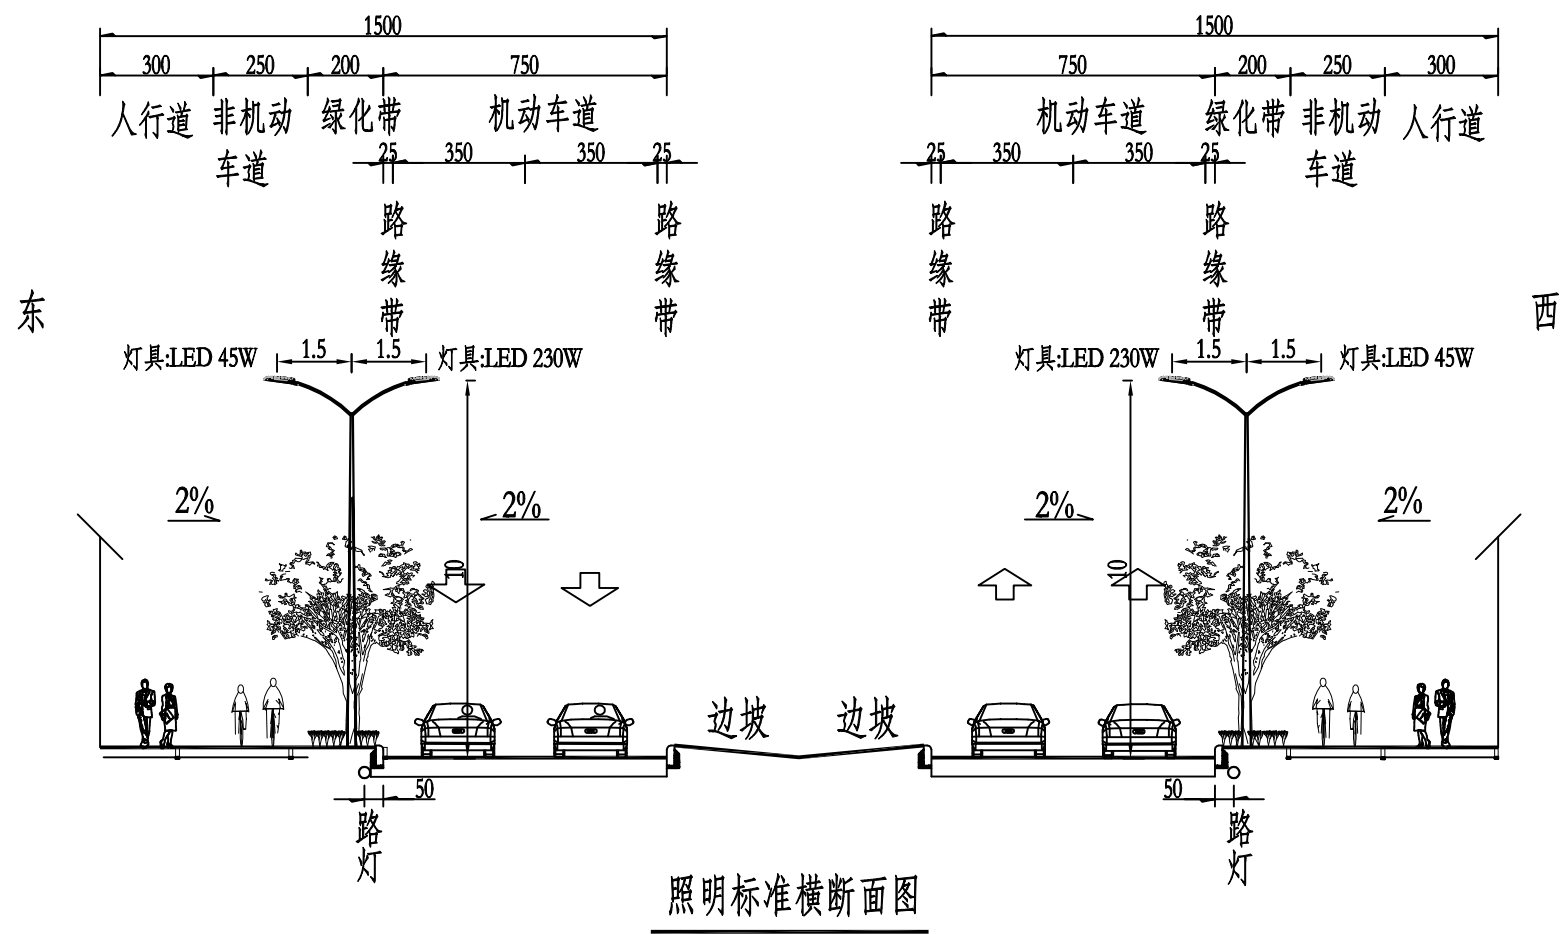 1500 1500
300 250 200 750 750 200 250 300
人行道 非机动车道 绿化带 机动车道 机动车道 绿化带 非机动车道 人行道
25 350 350 25 25 350 350 25
路缘带 路缘带 路缘带 路缘带
东 西
灯具:LED 45W 1.5 1.5 灯具:LED 230W 灯具:LED 230W 1.5 1.5 灯具:LED 45W
2% 2% 2% 2%
10 10
边坡 边坡
50 50
路灯 路灯
照明标准横断面图